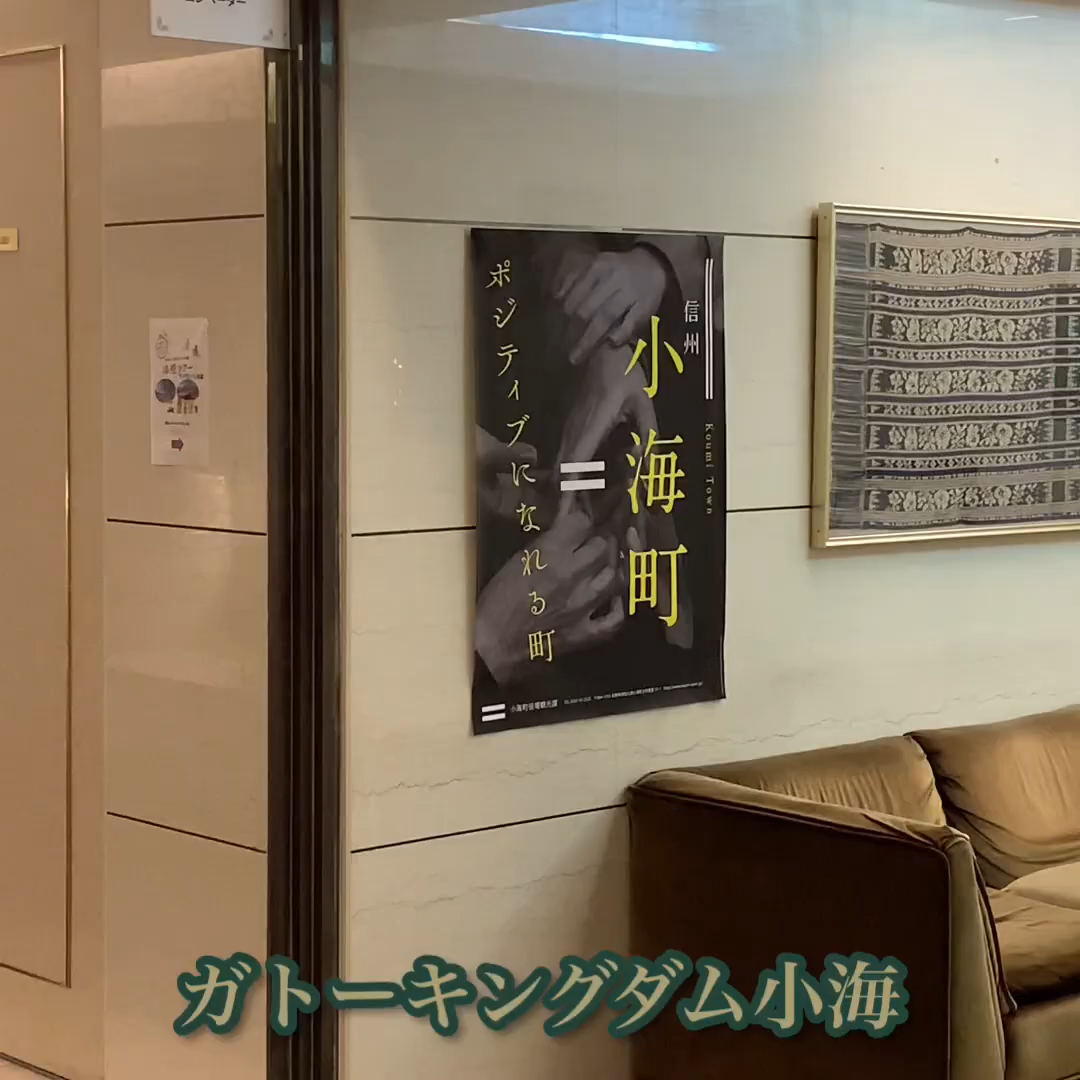 信州
小海町
Koumi Town
=
ポジティブになれる町
小海町役場観光課
ガトーキングダム小海